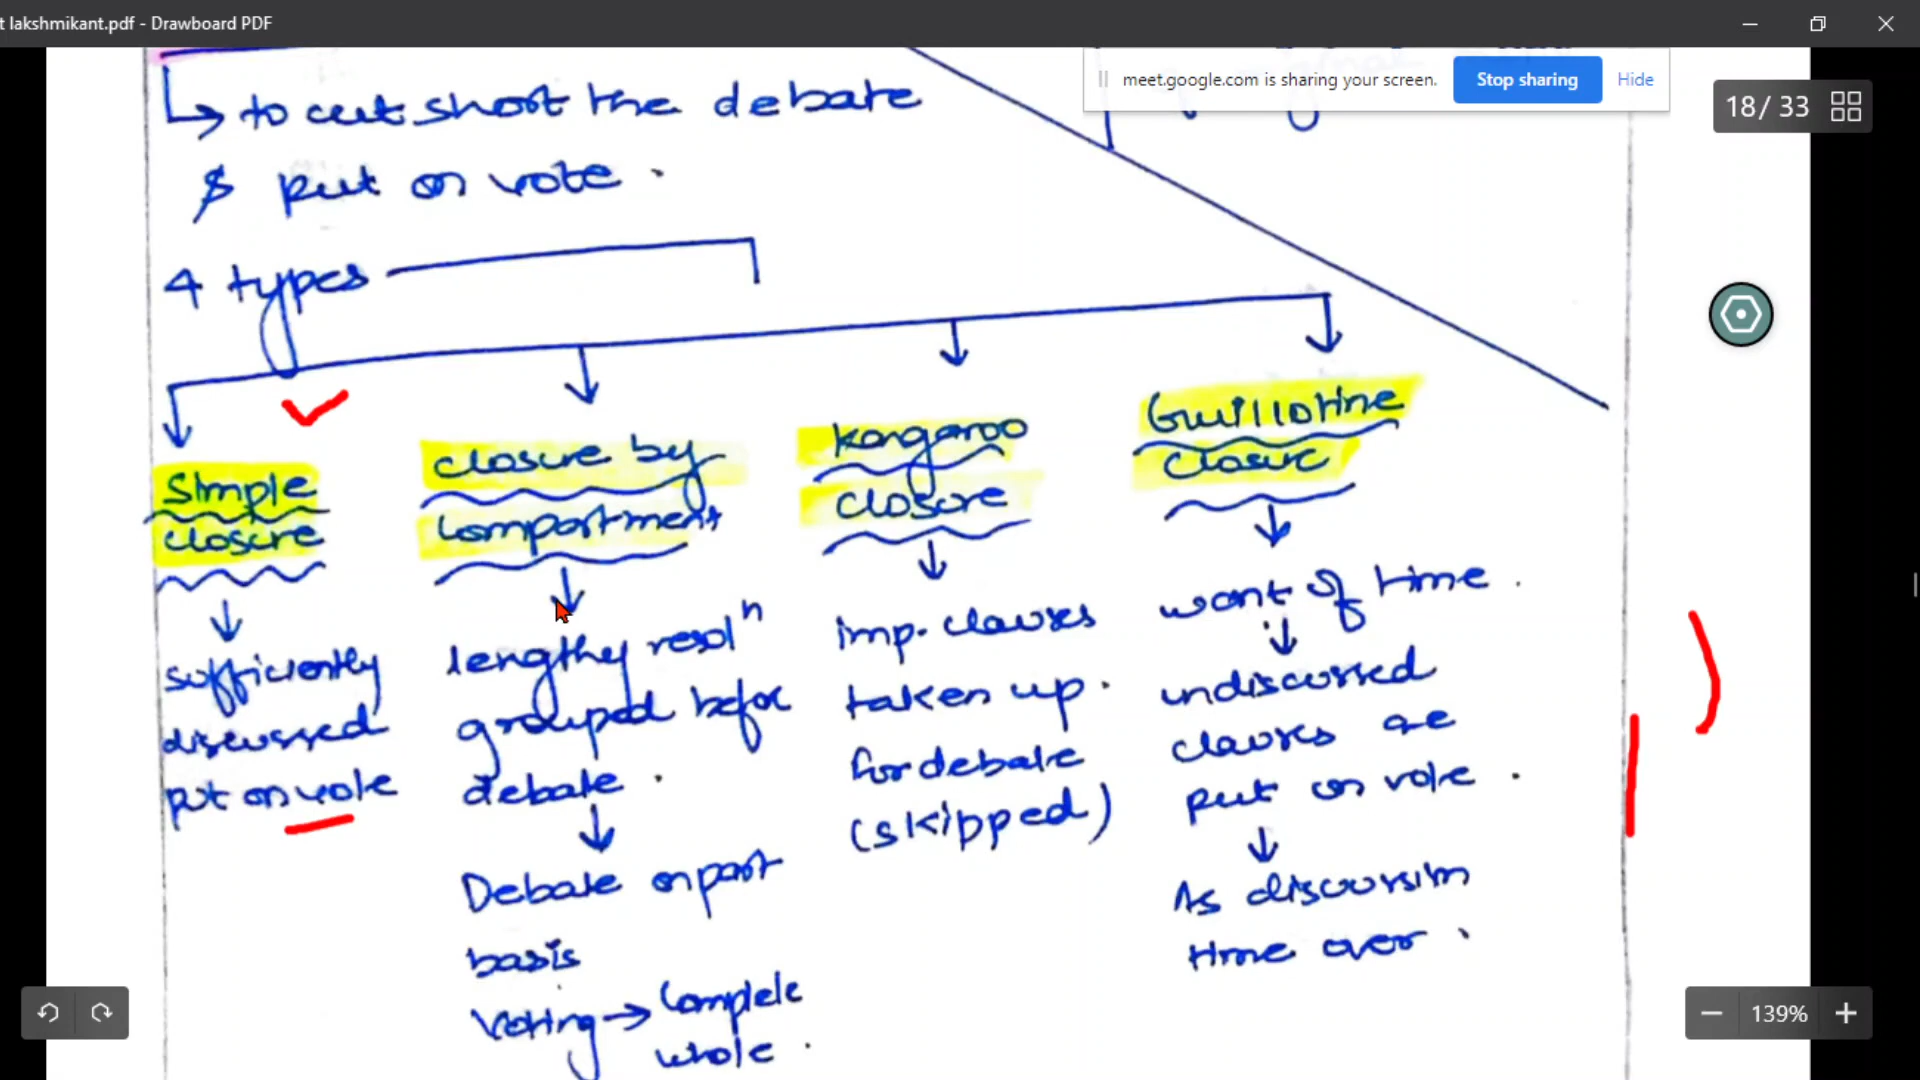 t lakshmikant.pdf - Drawboard PDF
meet.google.com is sharing your screen.
Stop sharing
Hide
18/ 33
↳ to cut short the debate
& put on vote.
4 types
Simple
closure
↓
sufficiently
discussed
put on vote
closure by
compartment
↓
lengthy resolⁿ
grouped before
debate.
↓
Debate on part
basis
Voting → Complete
whole.
kangaroo
closure
↓
imp. clauses
taken up.
for debate
(skipped)
Guillotine
closure
↓
want of time.
↓
undiscussed
clauses are
put on vote.
↓
As discussion
time over.
139%